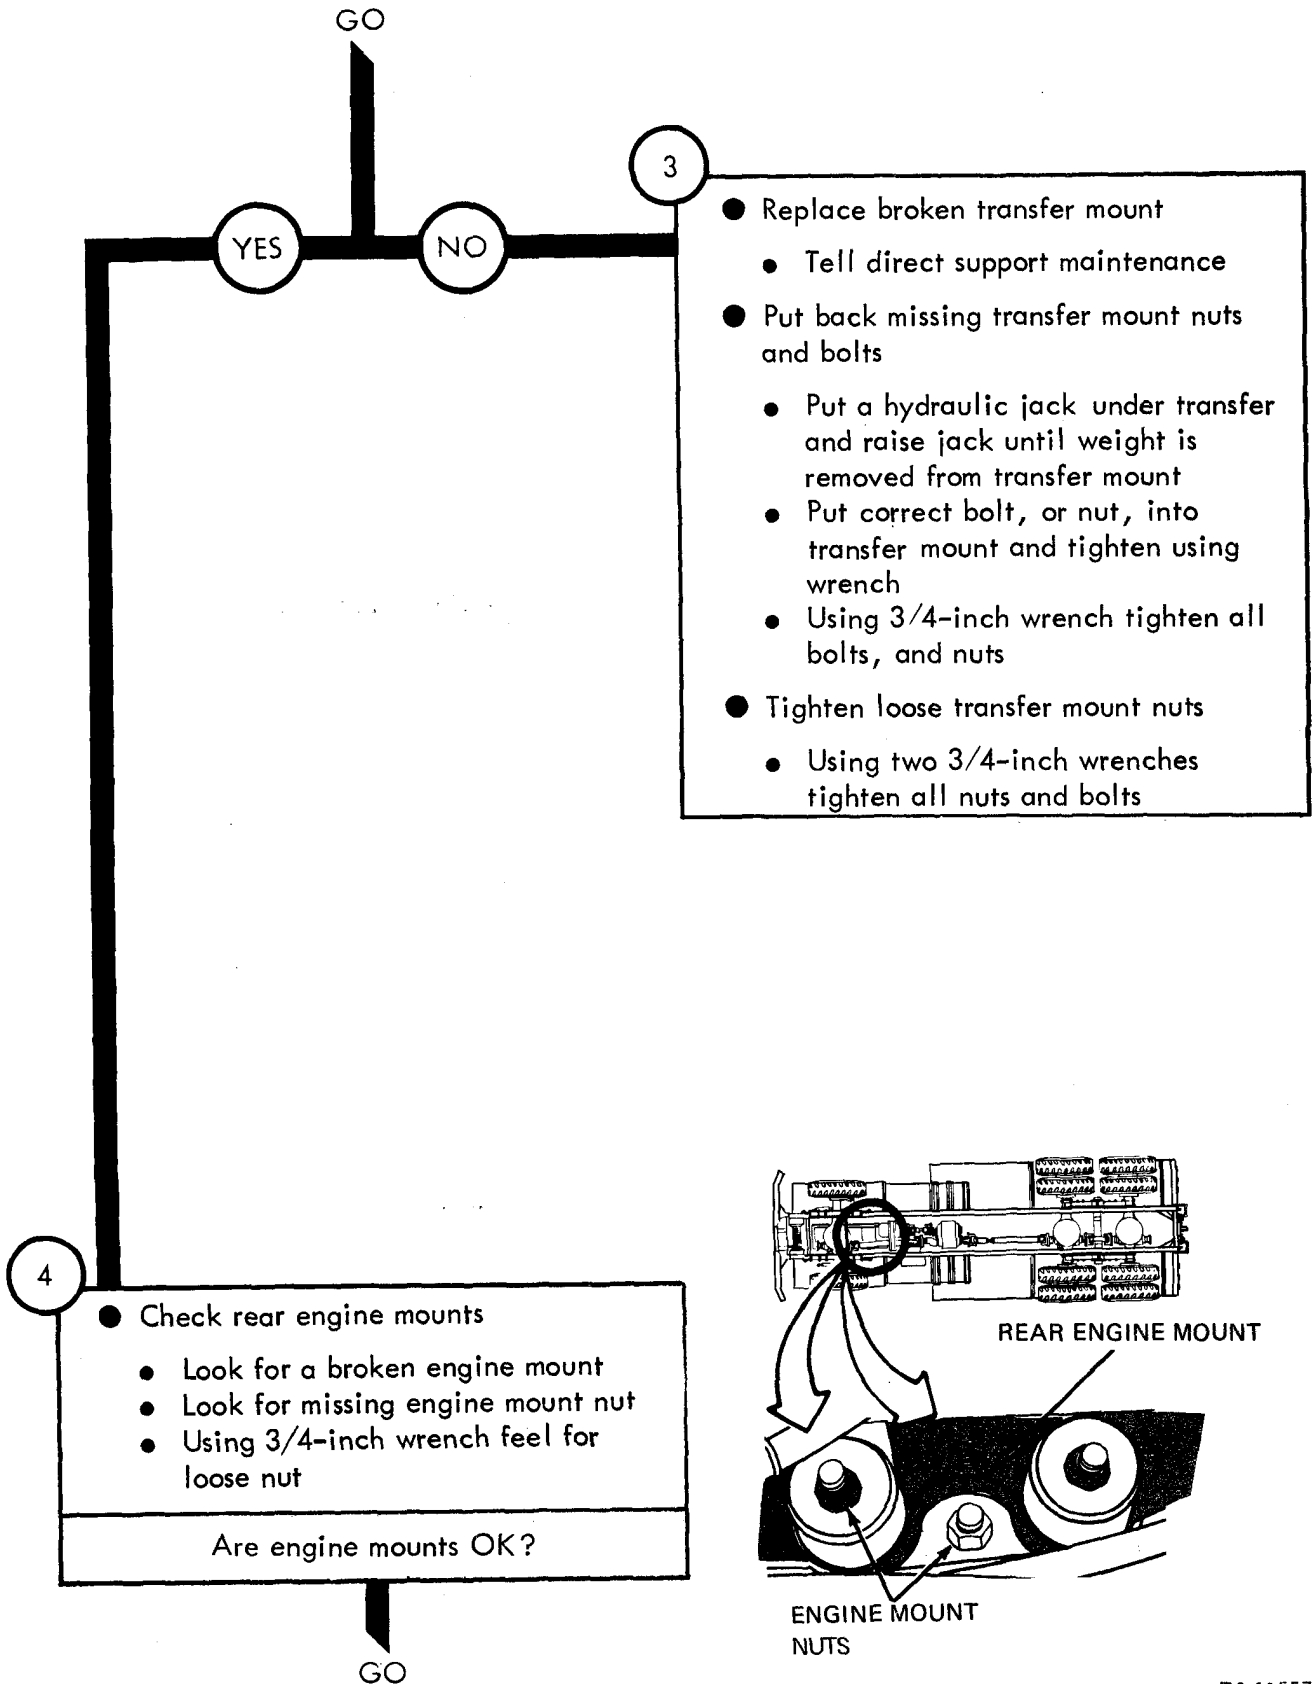 GO
YES
NO
3
● Replace broken transfer mount
● Tell direct support maintenance
● Put back missing transfer mount nuts
and bolts
● Put a hydraulic jack under transfer
and raise jack until weight is
removed from transfer mount
● Put correct bolt, or nut, into
transfer mount and tighten using
wrench
● Using 3/4-inch wrench tighten all
bolts, and nuts
● Tighten loose transfer mount nuts
● Using two 3/4-inch wrenches
tighten all nuts and bolts
4
● Check rear engine mounts
● Look for a broken engine mount
● Look for missing engine mount nut
● Using 3/4-inch wrench feel for
loose nut
Are engine mounts OK?
GO
REAR ENGINE MOUNT
ENGINE MOUNT
NUTS